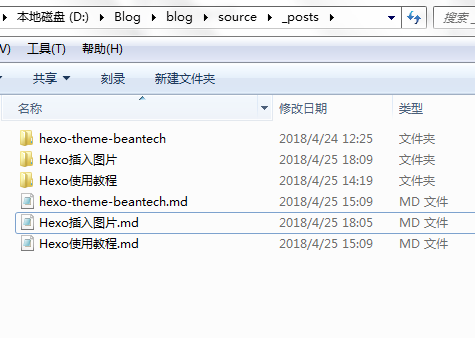 本地磁盘 (D:) Blog blog source _posts 搜索 _
V) 工具(T) 帮助(H)
共享 刻录 新建文件夹
名称 修改日期 类型
hexo-theme-beantech 2018/4/24 12:25 文件夹
Hexo插入图片 2018/4/25 18:09 文件夹
Hexo使用教程 2018/4/25 14:19 文件夹
hexo-theme-beantech.md 2018/4/25 15:09 MD 文件
Hexo插入图片.md 2018/4/25 18:05 MD 文件
Hexo使用教程.md 2018/4/25 15:09 MD 文件